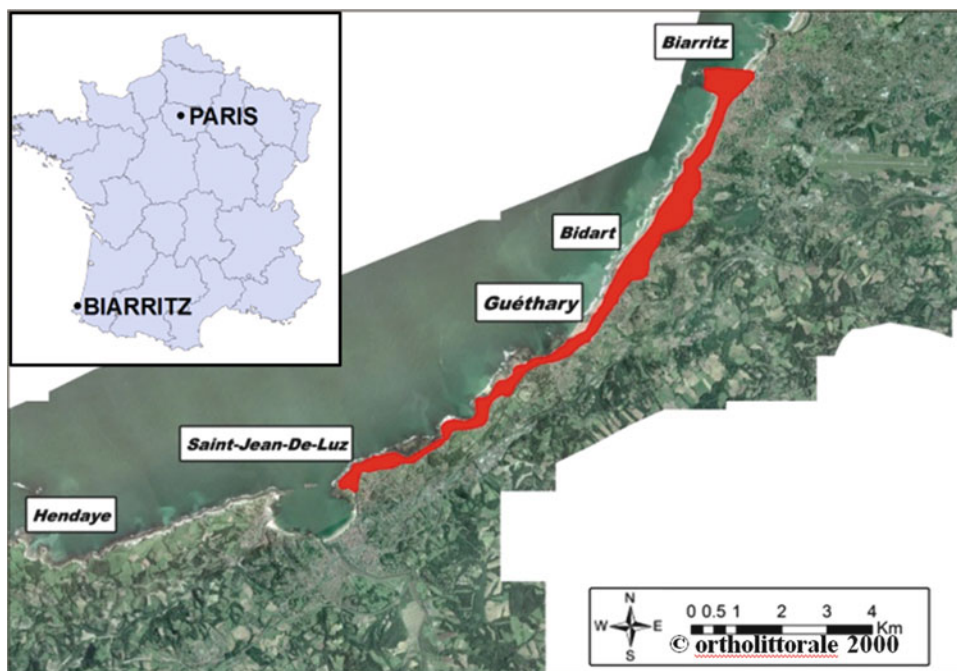 PARIS
BIARRITZ
Biarritz
Bidart
Guéthary
Saint-Jean-De-Luz
Hendaye
N
W E
S
0 0.5 1 2 3 4
Km
© ortholittorale 2000